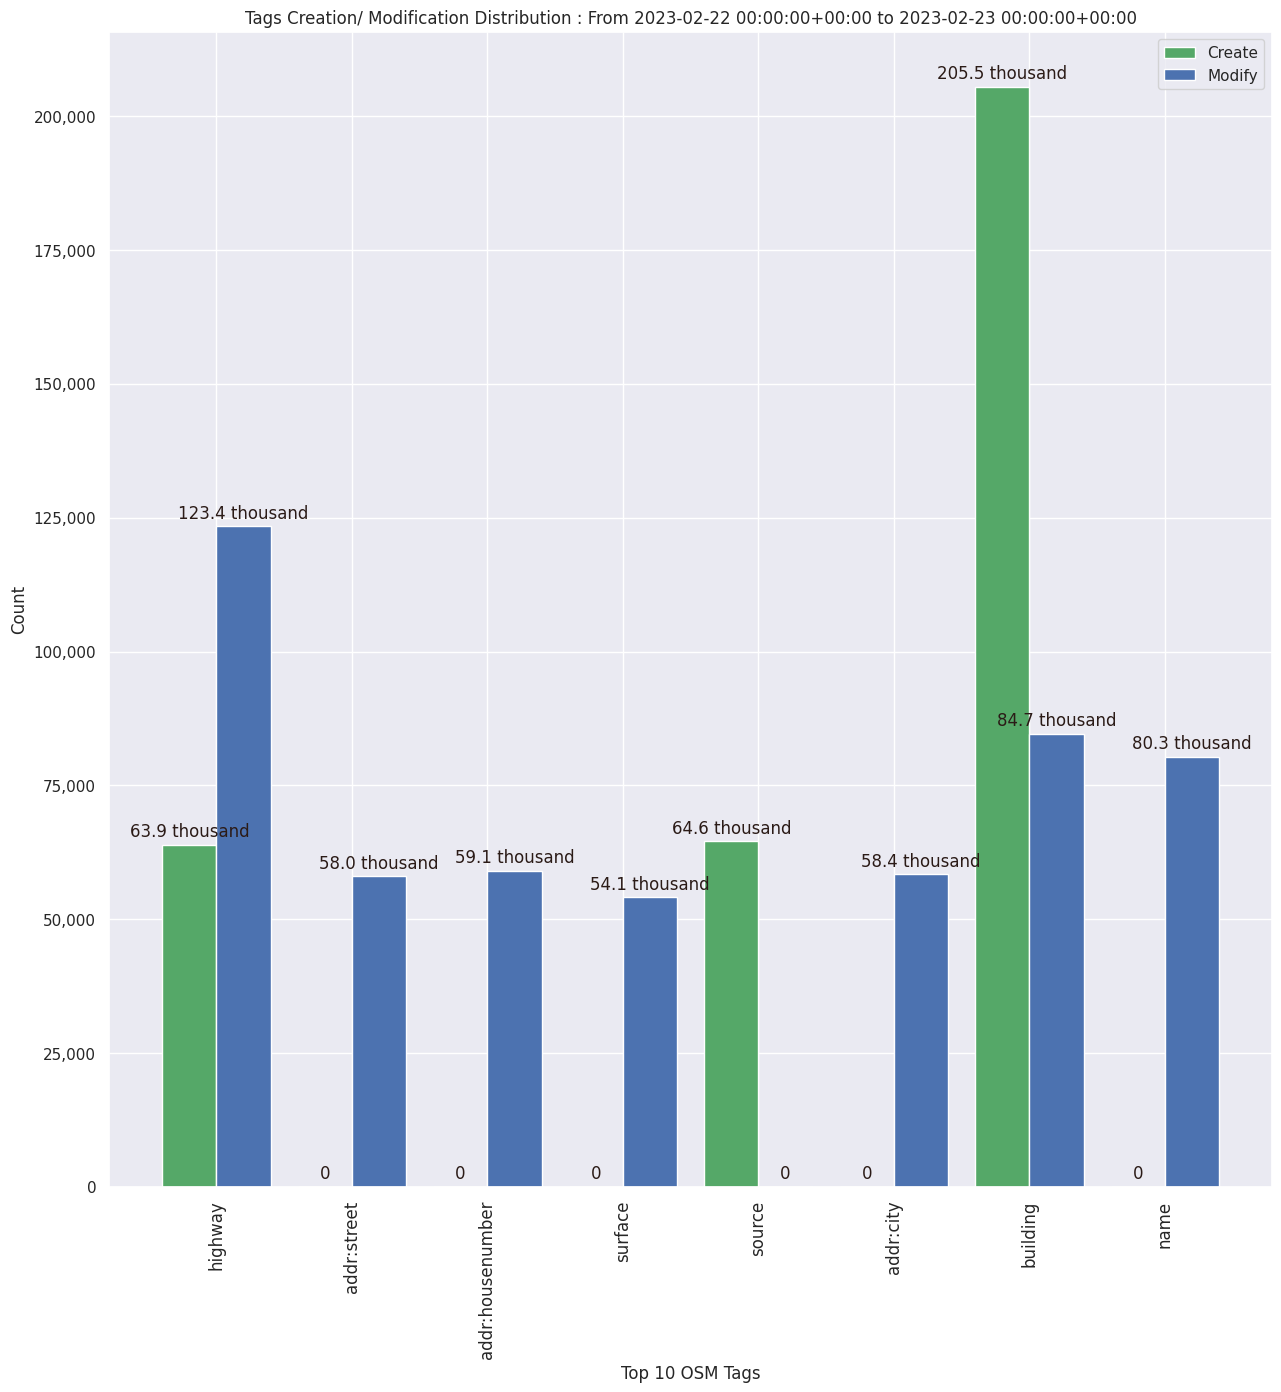 Tags Creation/ Modification Distribution : From 2023-02-22 00:00:00+00:00 to 2023-02-23 00:00:00+00:00
Create
Modify
205.5 thousand
200,000
175,000
150,000
125,000
123.4 thousand
100,000
84.7 thousand
80.3 thousand
75,000
63.9 thousand
64.6 thousand
58.0 thousand
59.1 thousand
54.1 thousand
58.4 thousand
50,000
25,000
0
0
0
0
0
0
0
Count
highway
addr:street
addr:housenumber
surface
source
addr:city
building
name
Top 10 OSM Tags